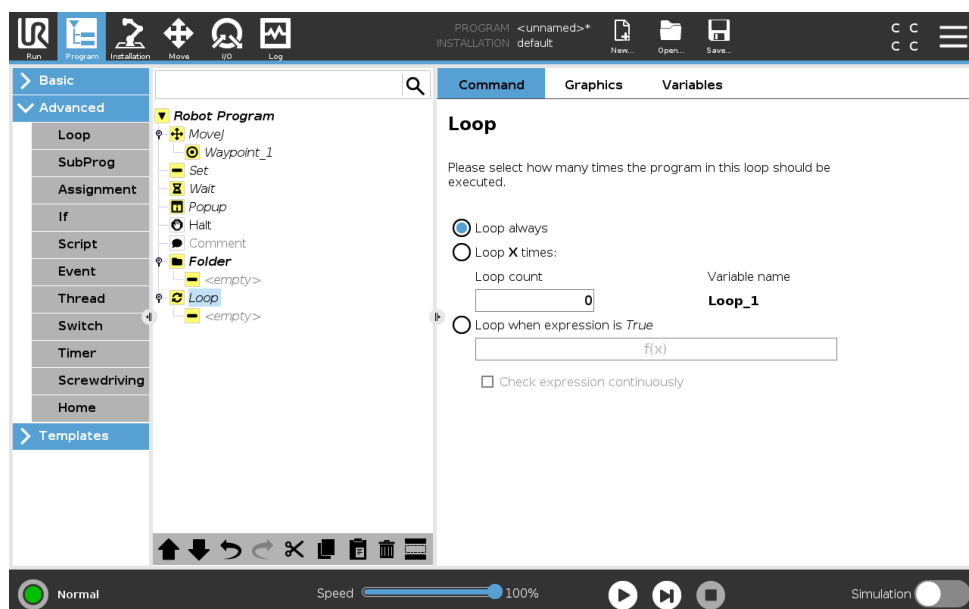 UR
Run
Program
Installation
Move
I/O
Log
PROGRAM <unnamed>*
INSTALLATION default
New...
Open...
Save...
C C
C C
Basic
Advanced
Loop
SubProg
Assignment
If
Script
Event
Thread
Switch
Timer
Screwdriving
Home
Templates
Robot Program
MoveJ
Waypoint_1
Set
Wait
Popup
Halt
Comment
Folder
<empty>
Loop
<empty>
Command Graphics Variables
Loop
Please select how many times the program in this loop should be
executed.
Loop always
Loop X times:
Loop count Variable name
0 Loop_1
Loop when expression is True
f(x)
Check expression continuously
Normal
Speed 100%
Simulation